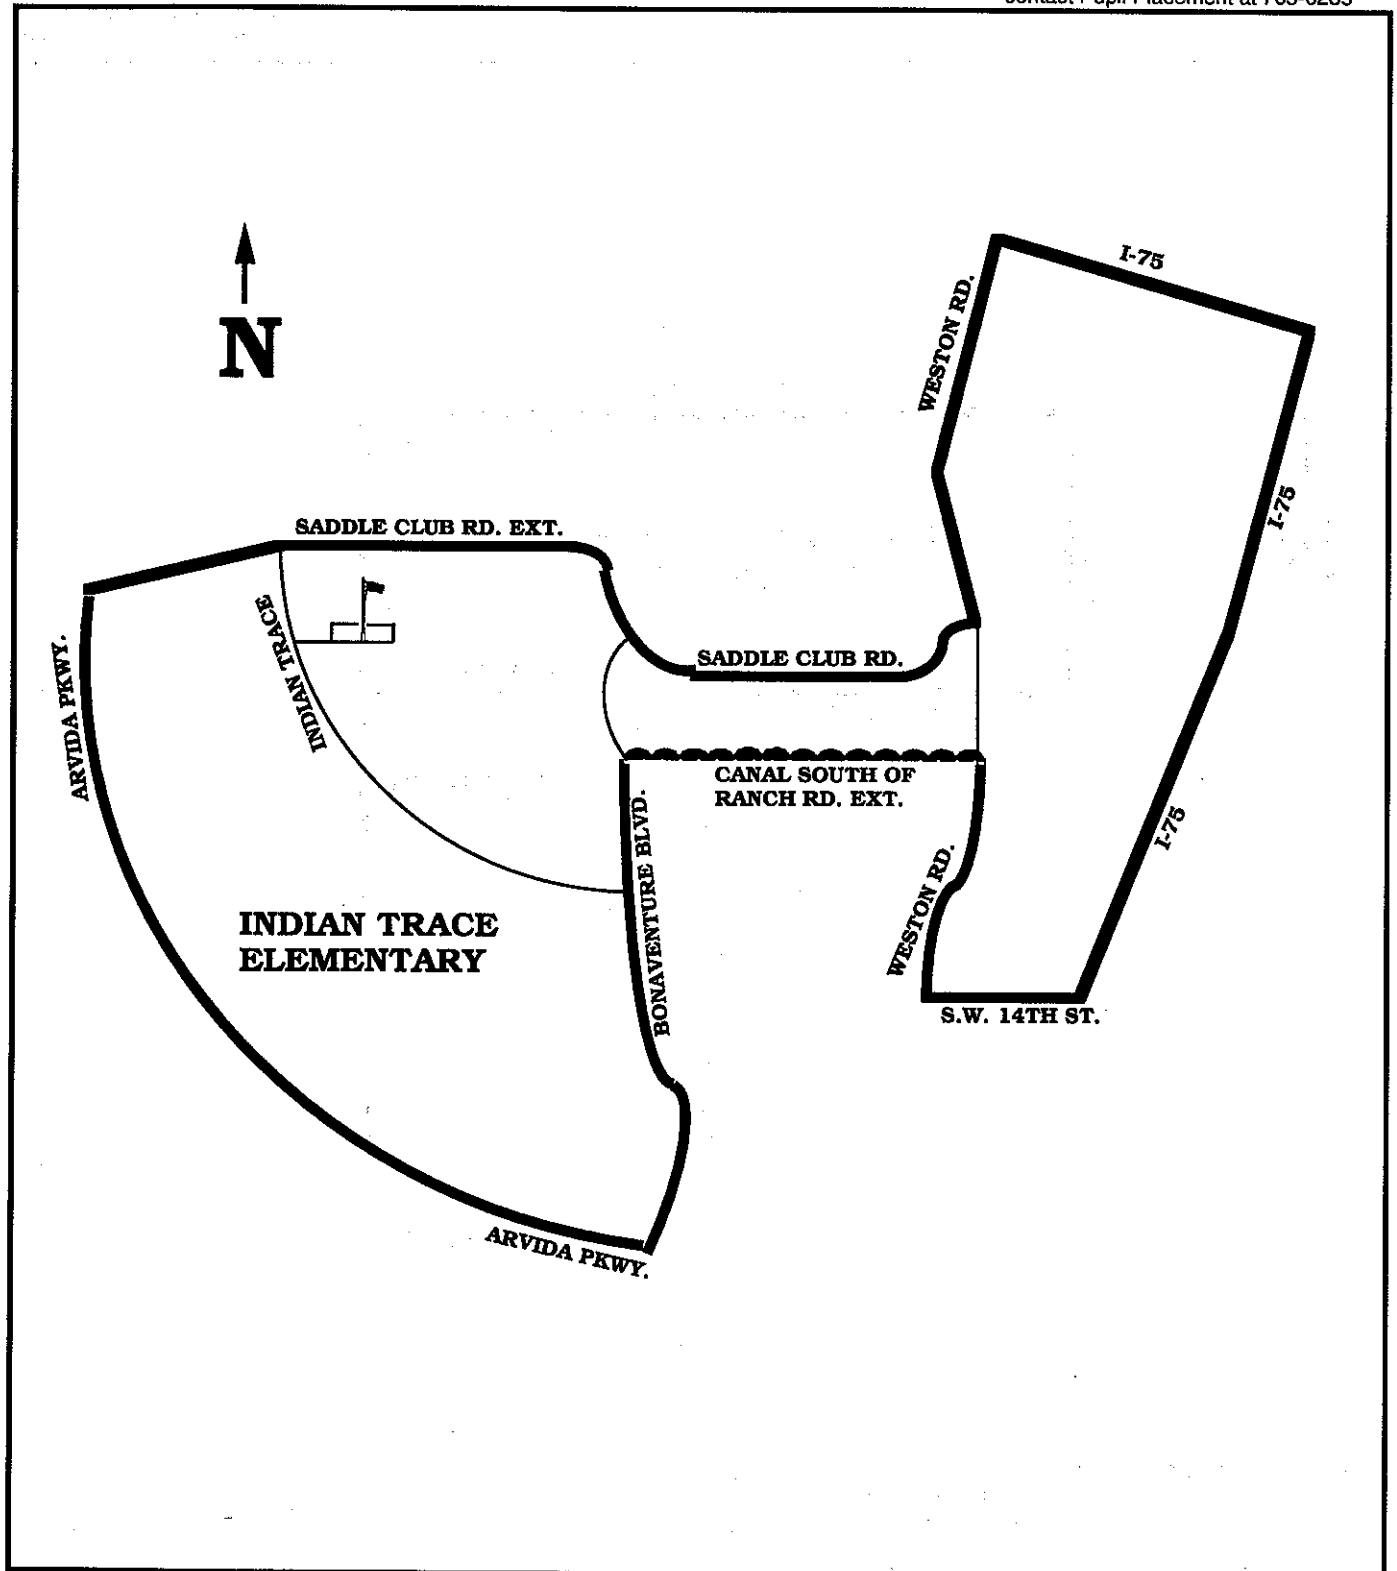 I-75
WESTON RD.
N
I-75
SADDLE CLUB RD. EXT.
INDIAN TRACE
ARVIDA PKWY.
SADDLE CLUB RD.
CANAL SOUTH OF
RANCH RD. EXT.
I-75
BONAVENTURE BLVD.
WESTON RD.
INDIAN TRACE
ELEMENTARY
S.W. 14TH ST.
ARVIDA PKWY.